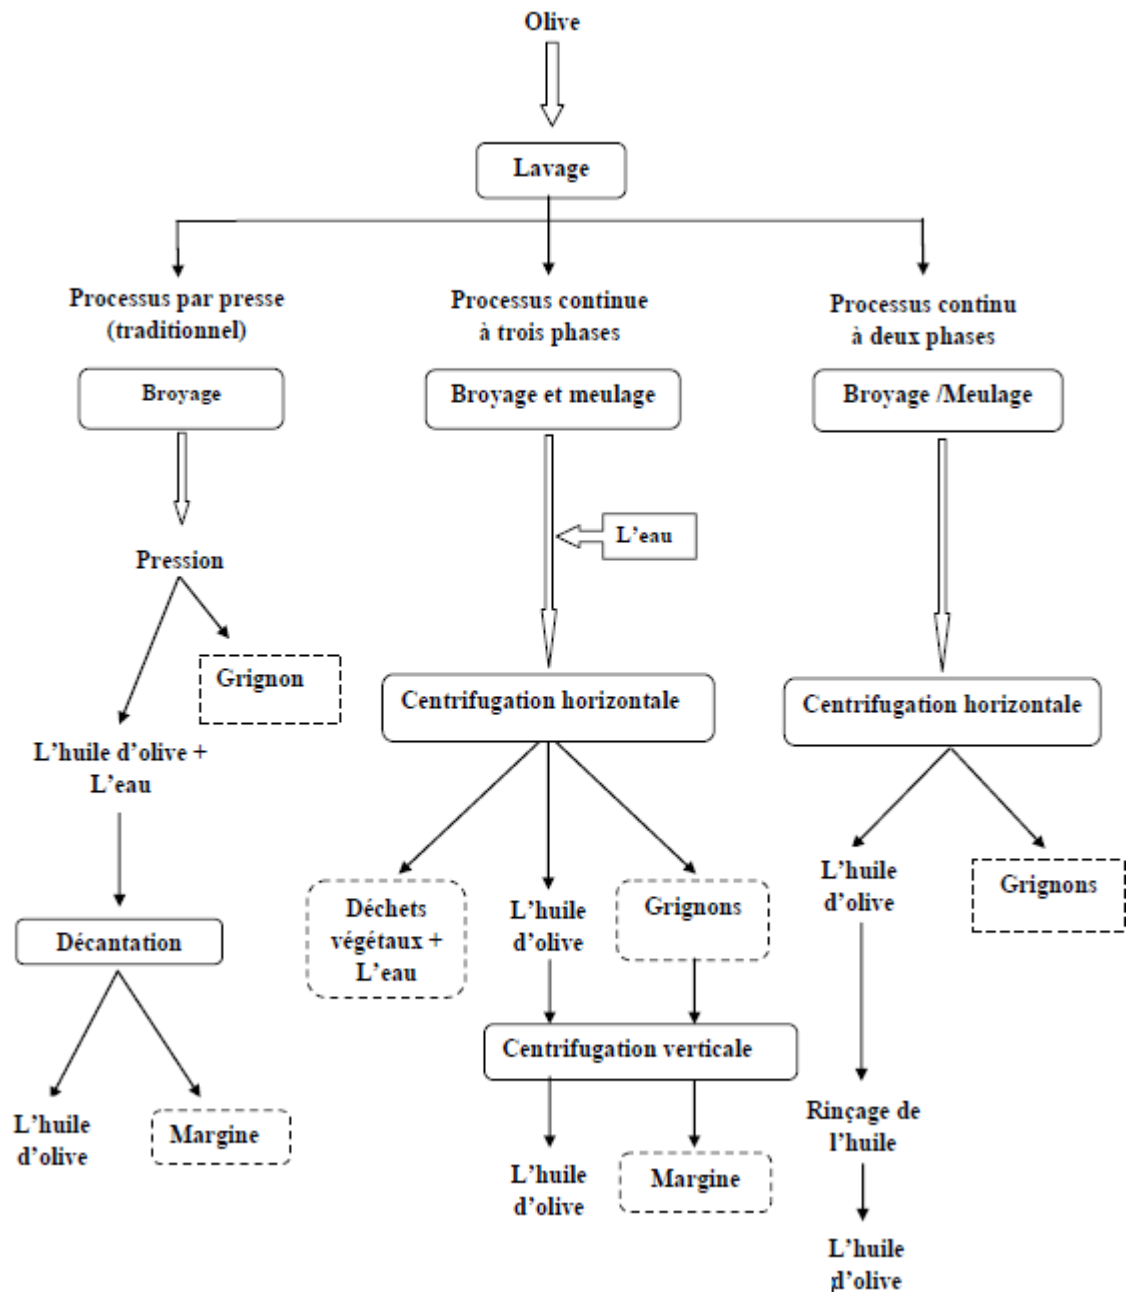 Olive
Lavage
Processus par presse
(traditionnel)
Processus continue
à trois phases
Processus continu
à deux phases
Broyage
Broyage et meulage
Broyage /Meulage
L'eau
Pression
Grignon
Centrifugation horizontale
Centrifugation horizontale
L'huile d'olive +
L'eau
Déchets
végétaux +
L'eau
L'huile
d'olive
Grignons
L'huile
d'olive
Grignons
Décantation
Centrifugation verticale
L'huile
d'olive
Margine
L'huile
d'olive
Margine
Rinçage de
l'huile
L'huile
d'olive